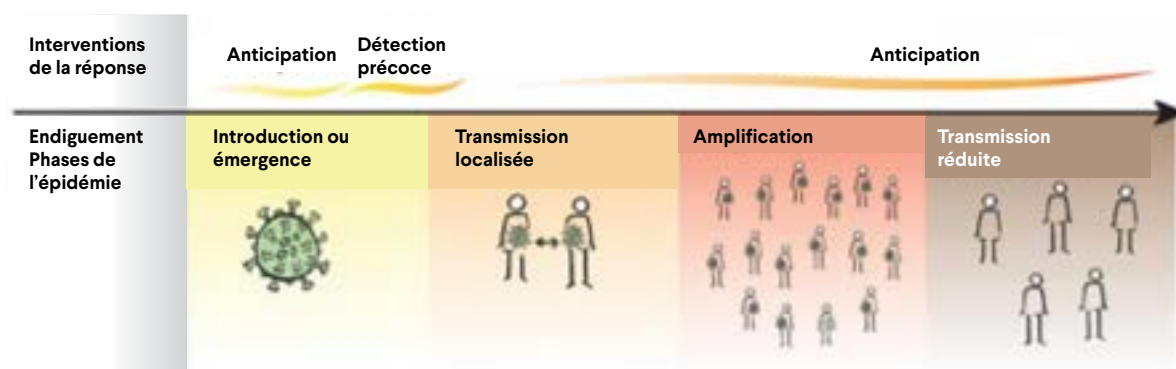 Interventions
de la réponse
Anticipation
Détection
précoce
Anticipation
Endiguement
Phases de
l'épidémie
Introduction ou
émergence
Transmission
localisée
Amplification
Transmission
réduite